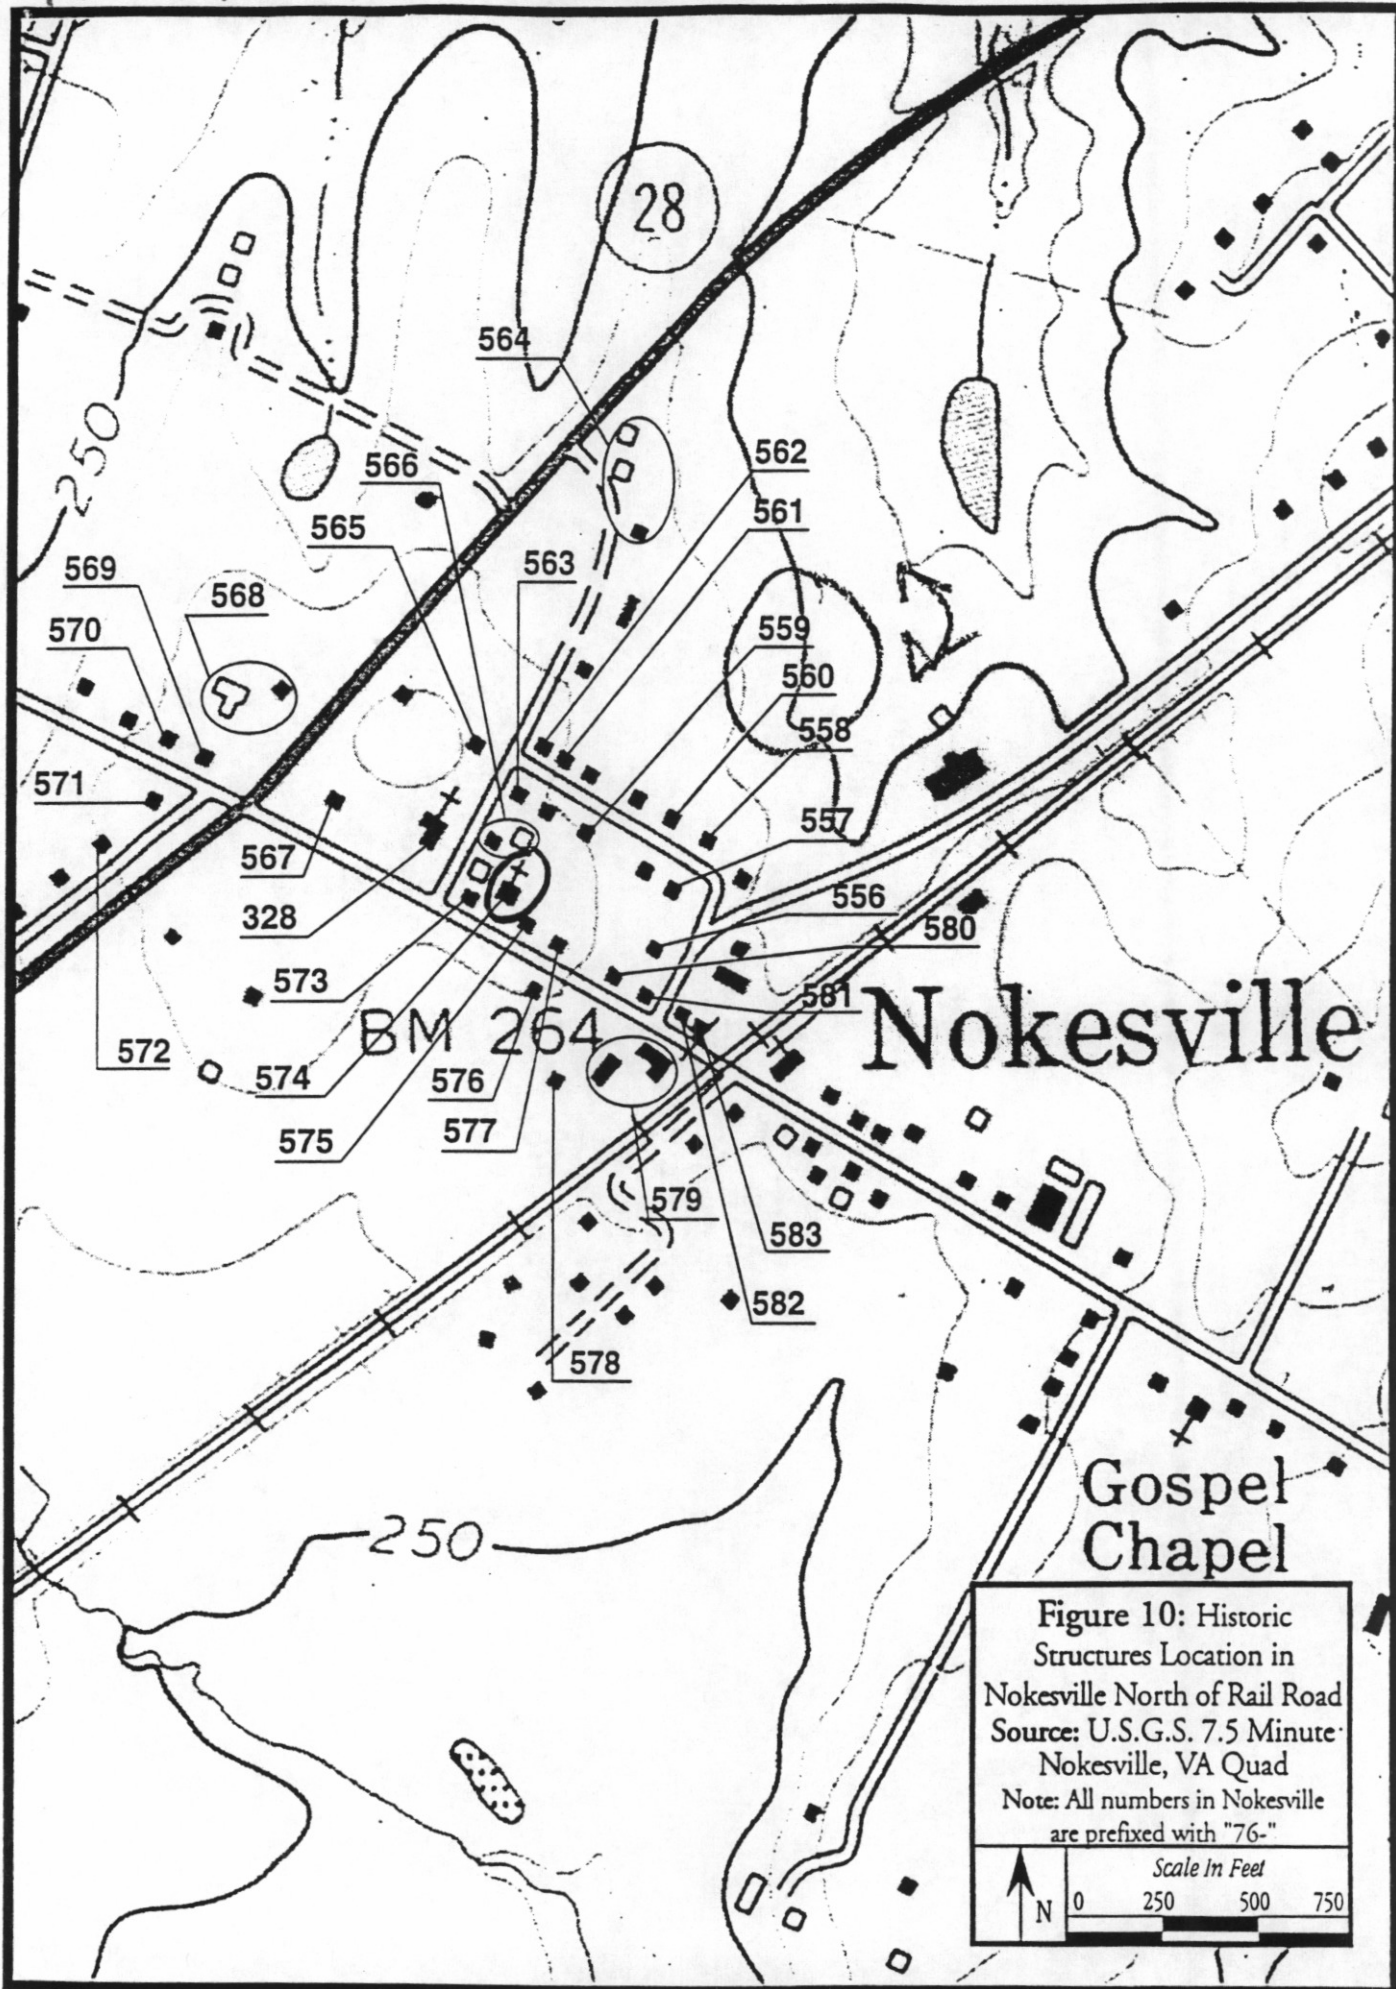 28
564
250
566
562
565
561
569
568
563
570
559
560
558
571
557
567
556
328
580
573
581
Nokesville
BM 264
572
574
576
575
577
579
583
582
578
Gospel
Chapel
250
Figure 10: Historic
Structures Location in
Nokesville North of Rail Road
Source: U.S.G.S. 7.5 Minute
Nokesville, VA Quad
Note: All numbers in Nokesville
are prefixed with "76-"
Scale In Feet
N
0 250 500 750